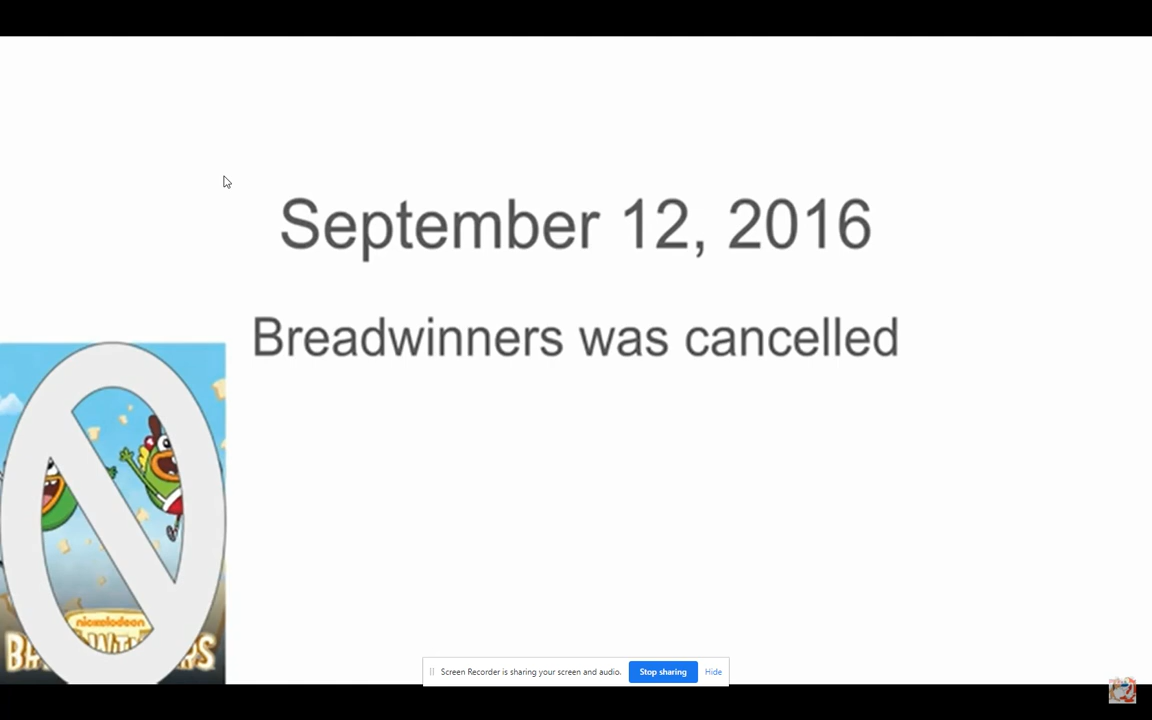 September 12, 2016
Breadwinners was cancelled
nickelodeon
Screen Recorder is sharing your screen and audio.
Stop sharing
Hide